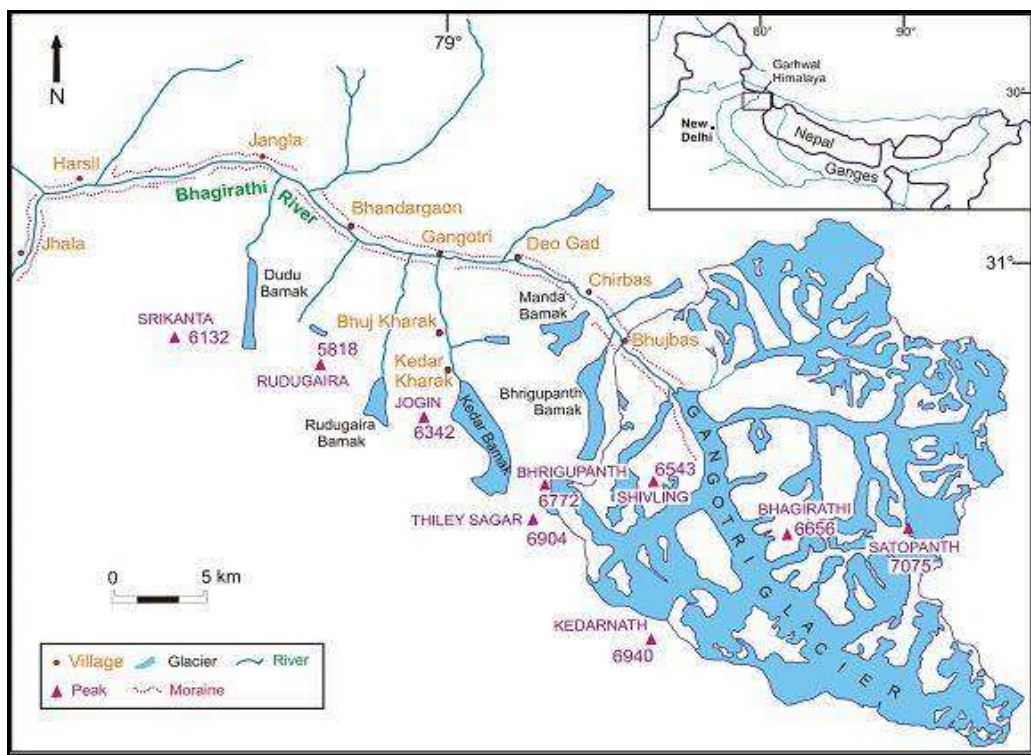 79°
N
80°
90°
Garhwal
Himalaya
30°
New
Delhi
Nepal
Ganges
Harsil
Jangla
Bhagirathi
River
Bhandargaon
Jhala
Gangotri
Deo Gad
31°
Dudu
Bamak
Chirbas
Manda
Bamak
SRIKANTA
6132
Bhuj Kharak
Bhujbas
5818
RUDUGAIRA
Kedar
Kharak
Bhrigupanth
Bamak
JOGIN
6342
Rudugaira
Bamak
Kedar Bamak
GANGOTRI GLACIER
BHRIGUPANTH
6772
6543
SHIVLING
THILEY SAGAR
6904
BHAGIRATHI
6656
SATOPANTH
7075
0 5 km
KEDARNATH
6940
Village Glacier River
Peak Moraine